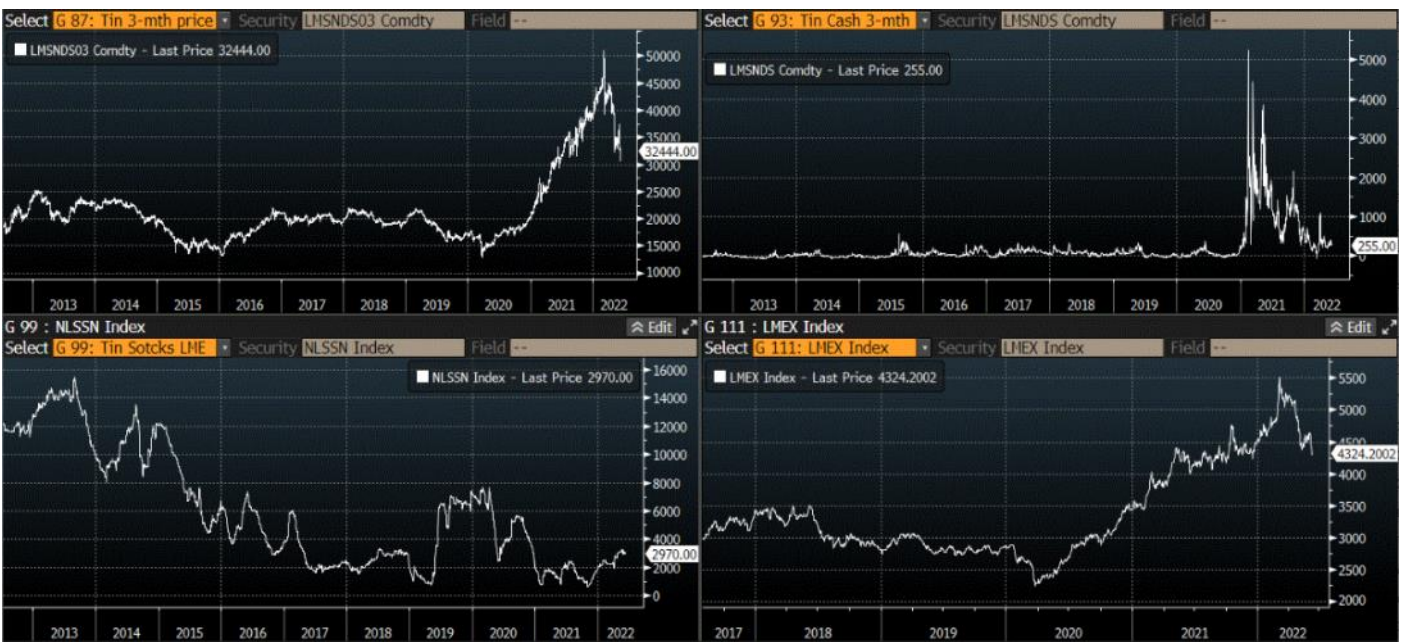 Select G 87: Tin 3-mth price Security LMSNDS03 Comdty Field --
LMSNDS03 Comdty - Last Price 32444.00
50000
45000
40000
35000
32444.00
30000
25000
20000
15000
10000
2013 2014 2015 2016 2017 2018 2019 2020 2021 2022
Select G 93: Tin Cash 3-mth Security LMSNDS Comdty Field --
LMSNDS Comdty - Last Price 255.00
5000
4000
3000
2000
1000
255.00
0
2013 2014 2015 2016 2017 2018 2019 2020 2021 2022
G 99 : NLSSN Index Edit
Select G 99: Tin Sotcks LME Security NLSSN Index Field --
NLSSN Index - Last Price 2970.00
16000
14000
12000
10000
8000
6000
4000
2970.00
2000
0
2013 2014 2015 2016 2017 2018 2019 2020 2021 2022
G 111 : LMEX Index Edit
Select G 111: LMEX Index Security LMEX Index Field --
LMEX Index - Last Price 4324.2002
5500
5000
4500
4324.2002
4000
3500
3000
2500
2000
2017 2018 2019 2020 2021 2022